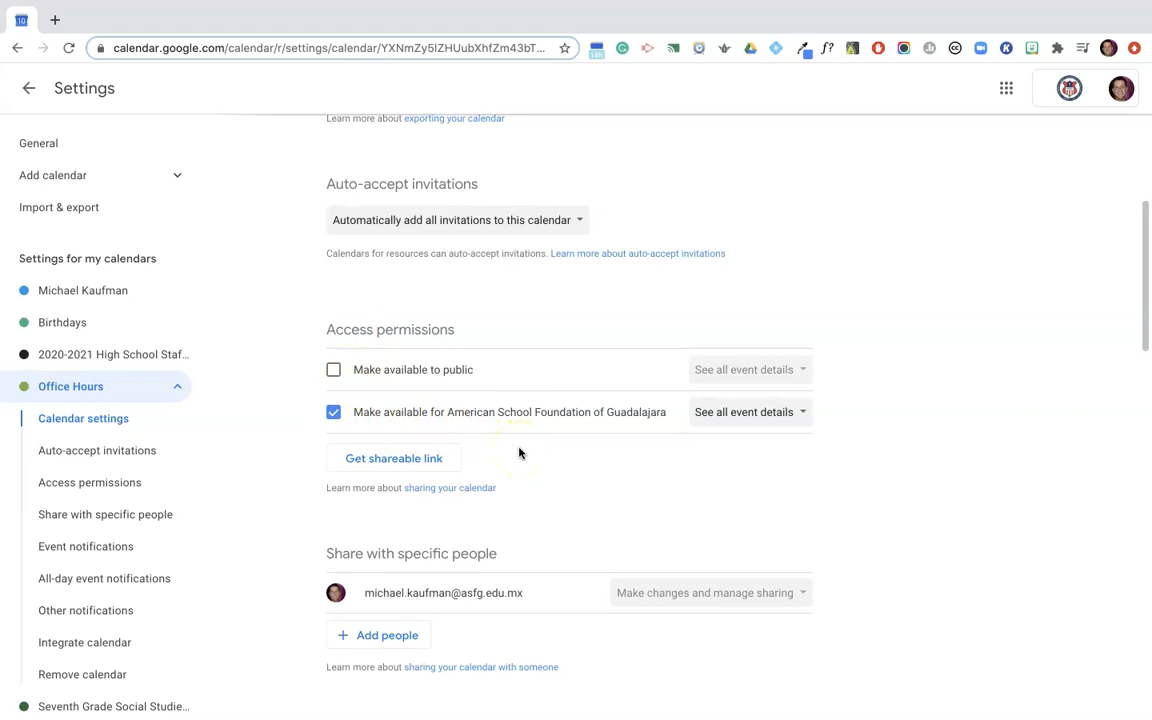 10
calendar.google.com/calendar/r/settings/calendar/YXNmZy5lZHUubXhfZm43bT...
f?
Settings
General
Add calendar
Import & export
Settings for my calendars
Michael Kaufman
Birthdays
2020-2021 High School Staf...
Office Hours
Calendar settings
Auto-accept invitations
Access permissions
Share with specific people
Event notifications
All-day event notifications
Other notifications
Integrate calendar
Remove calendar
Seventh Grade Social Studie...
Learn more about exporting your calendar
Auto-accept invitations
Automatically add all invitations to this calendar
Calendars for resources can auto-accept invitations. Learn more about auto-accept invitations
Access permissions
Make available to public
See all event details
Make available for American School Foundation of Guadalajara
See all event details
Get shareable link
Learn more about sharing your calendar
Share with specific people
michael.kaufman@asfg.edu.mx
Make changes and manage sharing
+ Add people
Learn more about sharing your calendar with someone